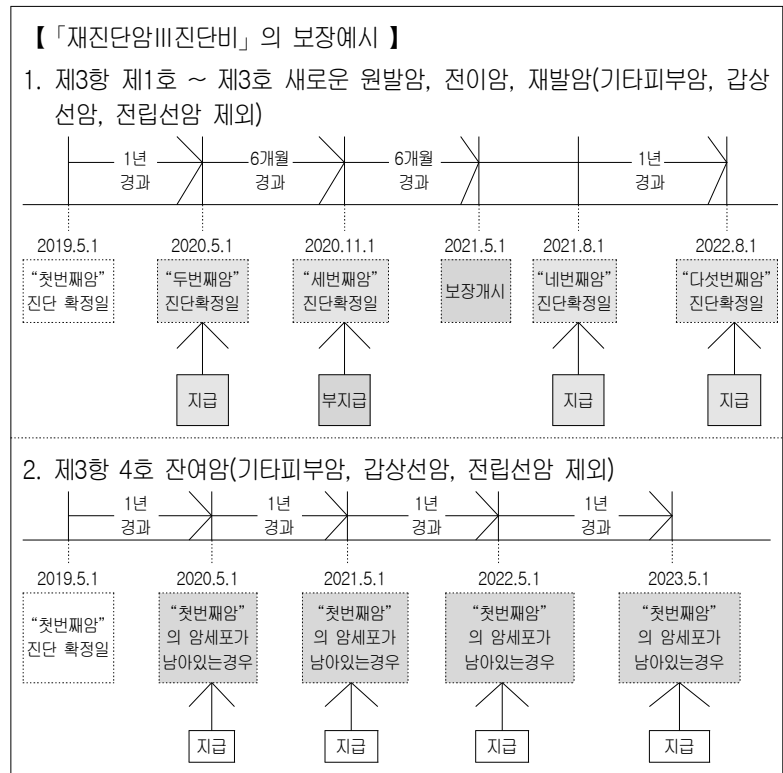 【「재진단암Ⅲ진단비」의 보장예시 】
1. 제3항 제1호 ~ 제3호 새로운 원발암, 전이암, 재발암(기타피부암, 갑상
선암, 전립선암 제외)
1년 6개월 6개월 1년
경과 경과 경과 경과
2019.5.1 2020.5.1 2020.11.1 2021.5.1 2021.8.1 2022.8.1
“첫번째암” “두번째암” “세번째암” 보장개시 “네번째암” “다섯번째암”
진단 확정일 진단확정일 진단확정일 진단확정일 진단확정일
지급 부지급 지급 지급
2. 제3항 4호 잔여암(기타피부암, 갑상선암, 전립선암 제외)
1년 1년 1년 1년
경과 경과 경과 경과
2019.5.1 2020.5.1 2021.5.1 2022.5.1 2023.5.1
“첫번째암” “첫번째암” “첫번째암” “첫번째암” “첫번째암”
진단 확정일 의 암세포가 의 암세포가 의 암세포가 의 암세포가
남아있는경우 남아있는경우 남아있는경우 남아있는경우
지급 지급 지급 지급